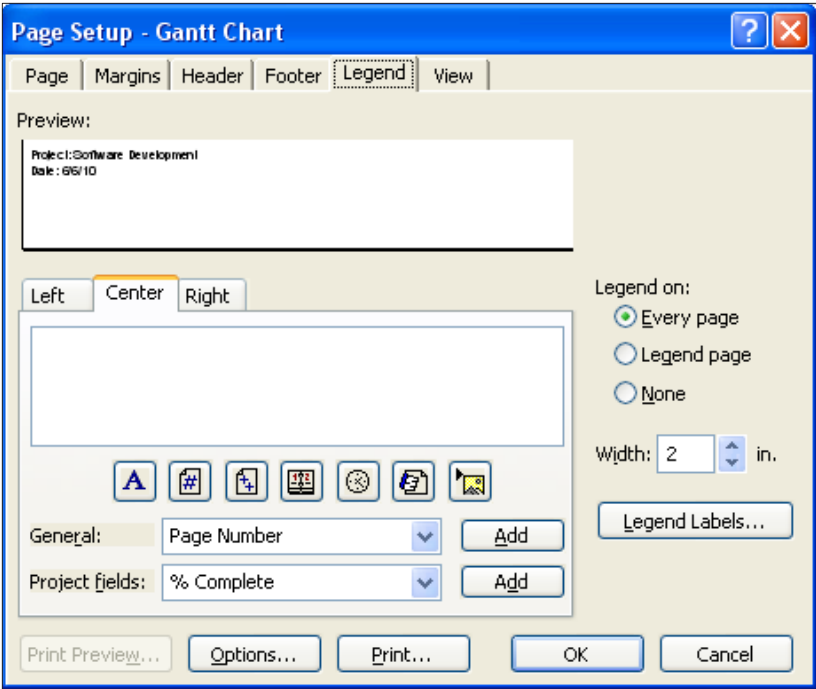 Page Setup - Gantt Chart
Page Margins Header Footer Legend View
Preview:
Project:Software Development
Date: 6/6/10
Left Center Right
Legend on:
Every page
Legend page
None
Width: 2 in.
A # +
General: Page Number Add
Legend Labels...
Project fields: % Complete Add
Print Preview... Options... Print... OK Cancel